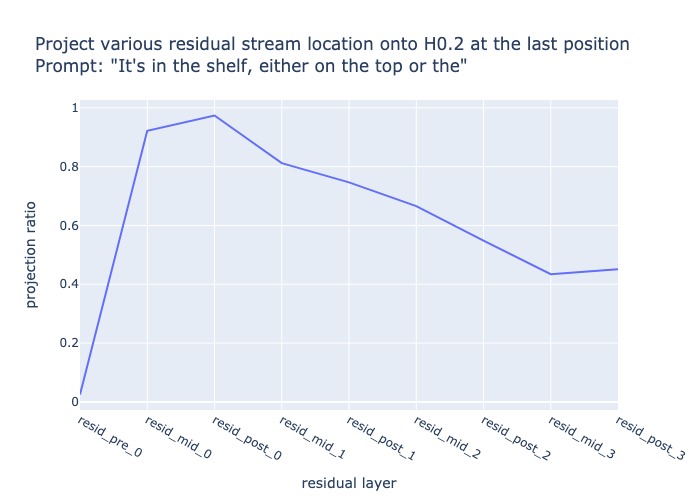 Project various residual stream location onto H0.2 at the last position
Prompt: "It's in the shelf, either on the top or the"
1
0.8
0.6
0.4
0.2
0
projection ratio
resid_pre_0
resid_mid_0
resid_post_0
resid_mid_1
resid_post_1
resid_mid_2
resid_post_2
resid_mid_3
resid_post_3
residual layer